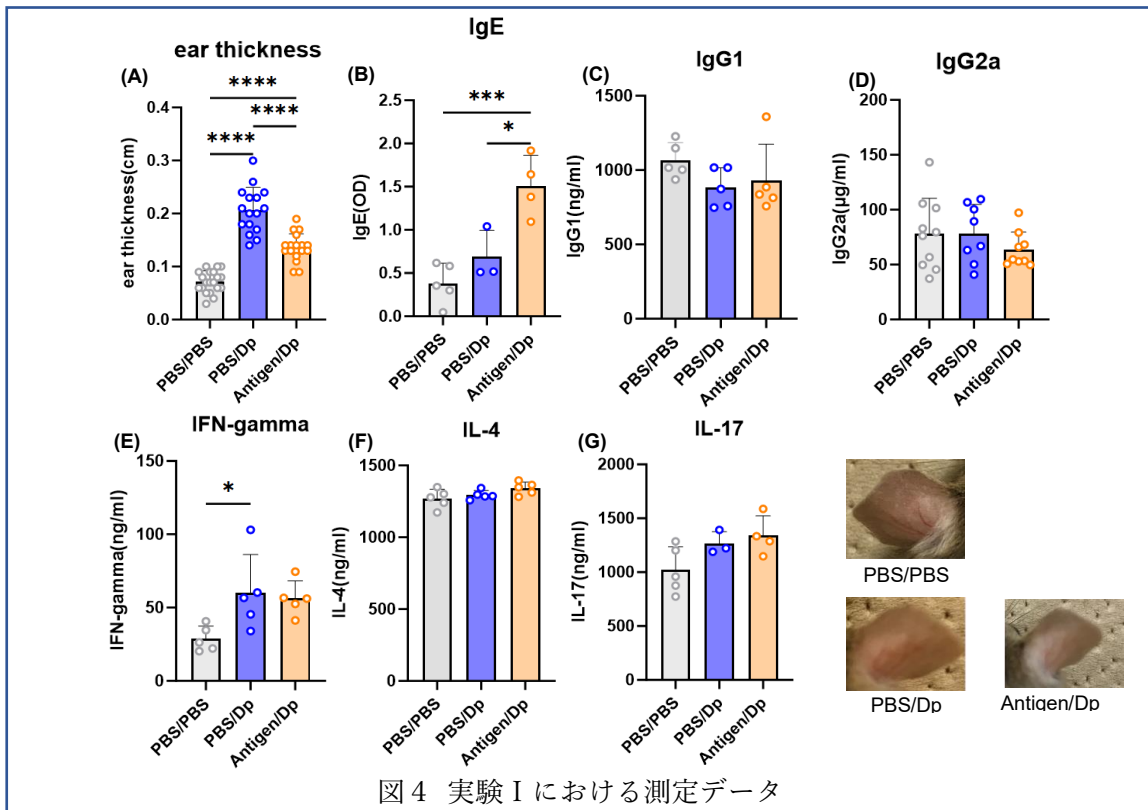 ear thickness
(A)
****
****
****
ear thickness(cm)
0.4
0.3
0.2
0.1
0.0
PBS/PBS
PBS/Dp
Antigen/Dp
IgE
(B)
***
*
IgE(OD)
2.5
2.0
1.5
1.0
0.5
0.0
PBS/PBS
PBS/Dp
Antigen/Dp
IgG1
(C)
IgG1(ng/ml)
1500
1000
500
0
PBS/PBS
PBS/Dp
Antigen/Dp
IgG2a
(D)
IgG2a(μg/ml)
200
150
100
50
0
PBS/PBS
PBS/Dp
Antigen/Dp
IFN-gamma
(E)
*
IFN-gamma(ng/ml)
150
100
50
0
PBS/PBS
PBS/Dp
Antigen/Dp
IL-4
(F)
IL-4(ng/ml)
1500
1000
500
0
PBS/PBS
PBS/Dp
Antigen/Dp
IL-17
(G)
IL-17(ng/ml)
2000
1500
1000
500
0
PBS/PBS
PBS/Dp
Antigen/Dp
PBS/PBS
PBS/Dp
Antigen/Dp
図4 実験Ⅰにおける測定データ